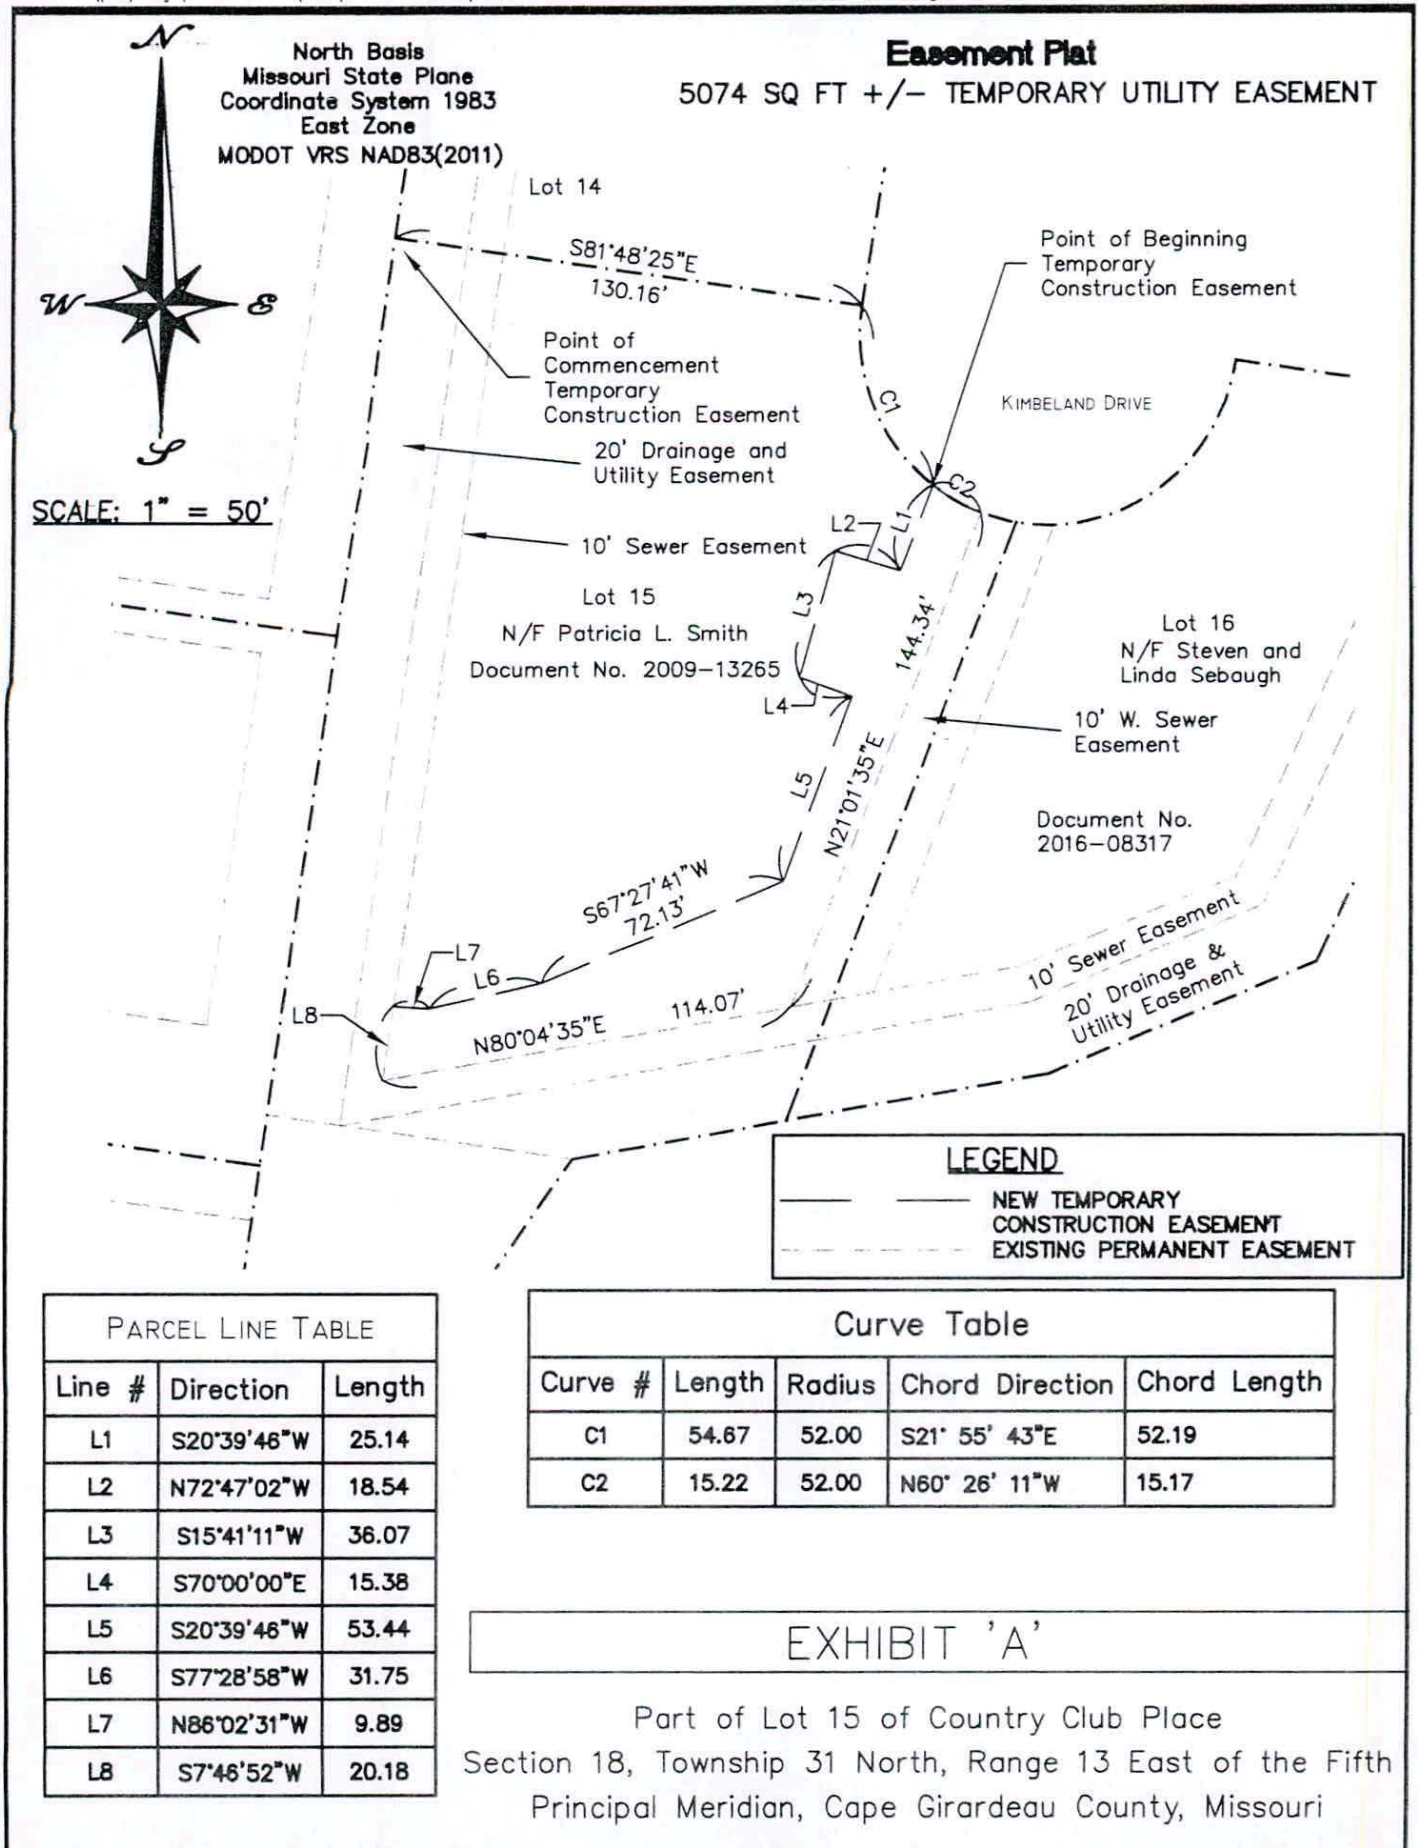 N
W
E
S
North Basis
Missouri State Plane
Coordinate System 1983
East Zone
MODOT VRS NAD83(2011)
Easement Plat
5074 SQ FT +/- TEMPORARY UTILITY EASEMENT
SCALE: 1" = 50'
Lot 14
S81°48'25"E
130.16'
Point of Beginning
Temporary
Construction Easement
Point of
Commencement
Temporary
Construction Easement
C1
KIMBELAND DRIVE
20' Drainage and
Utility Easement
C2
L1
L2
10' Sewer Easement
Lot 15
N/F Patricia L. Smith
Document No. 2009-13265
L3
144.34'
Lot 16
N/F Steven and
Linda Sebaugh
L4
10' W. Sewer
Easement
L5
N21°01'35"E
Document No.
2016-08317
S67°27'41"W
72.13'
L7
L6
10' Sewer Easement
20' Drainage &
Utility Easement
L8
N80°04'35"E
114.07'
LEGEND
NEW TEMPORARY
CONSTRUCTION EASEMENT
EXISTING PERMANENT EASEMENT
PARCEL LINE TABLE
Line # Direction Length
L1 S20°39'46"W 25.14
L2 N72°47'02"W 18.54
L3 S15°41'11"W 36.07
L4 S70°00'00"E 15.38
L5 S20°39'46"W 53.44
L6 S77°28'58"W 31.75
L7 N86°02'31"W 9.89
L8 S7°46'52"W 20.18
Curve Table
Curve # Length Radius Chord Direction Chord Length
C1 54.67 52.00 S21° 55' 43"E 52.19
C2 15.22 52.00 N60° 26' 11"W 15.17
EXHIBIT 'A'
Part of Lot 15 of Country Club Place
Section 18, Township 31 North, Range 13 East of the Fifth
Principal Meridian, Cape Girardeau County, Missouri